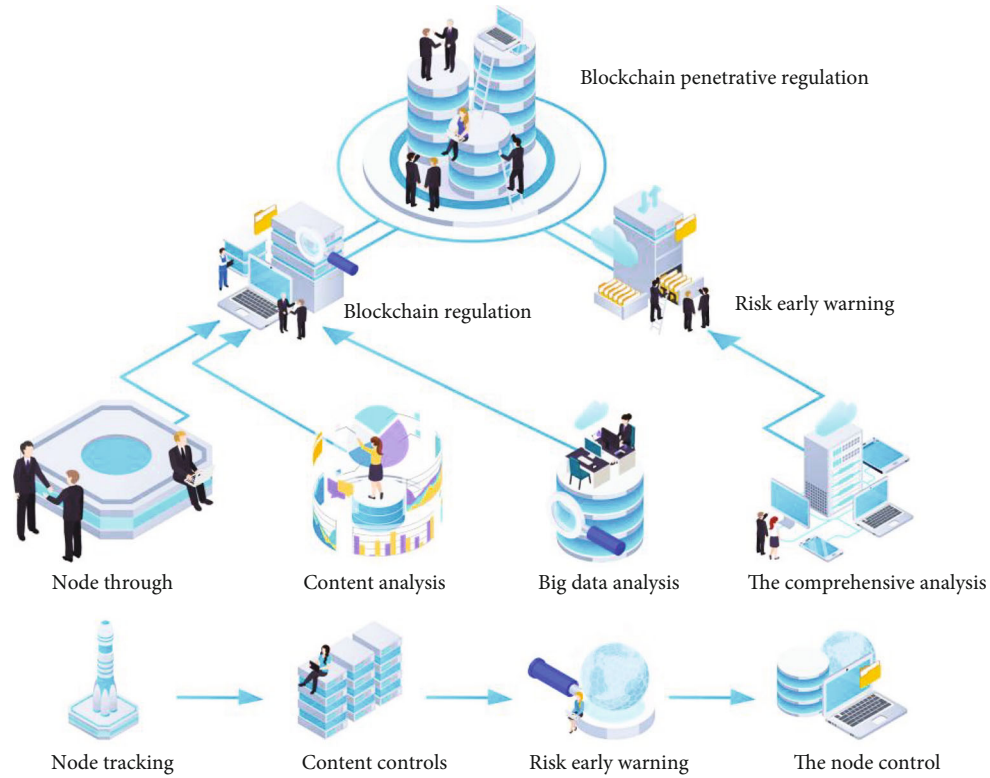 Blockchain penetrative regulation
Blockchain regulation
Risk early warning
Node through
Content analysis
Big data analysis
The comprehensive analysis
Node tracking
Content controls
Risk early warning
The node control